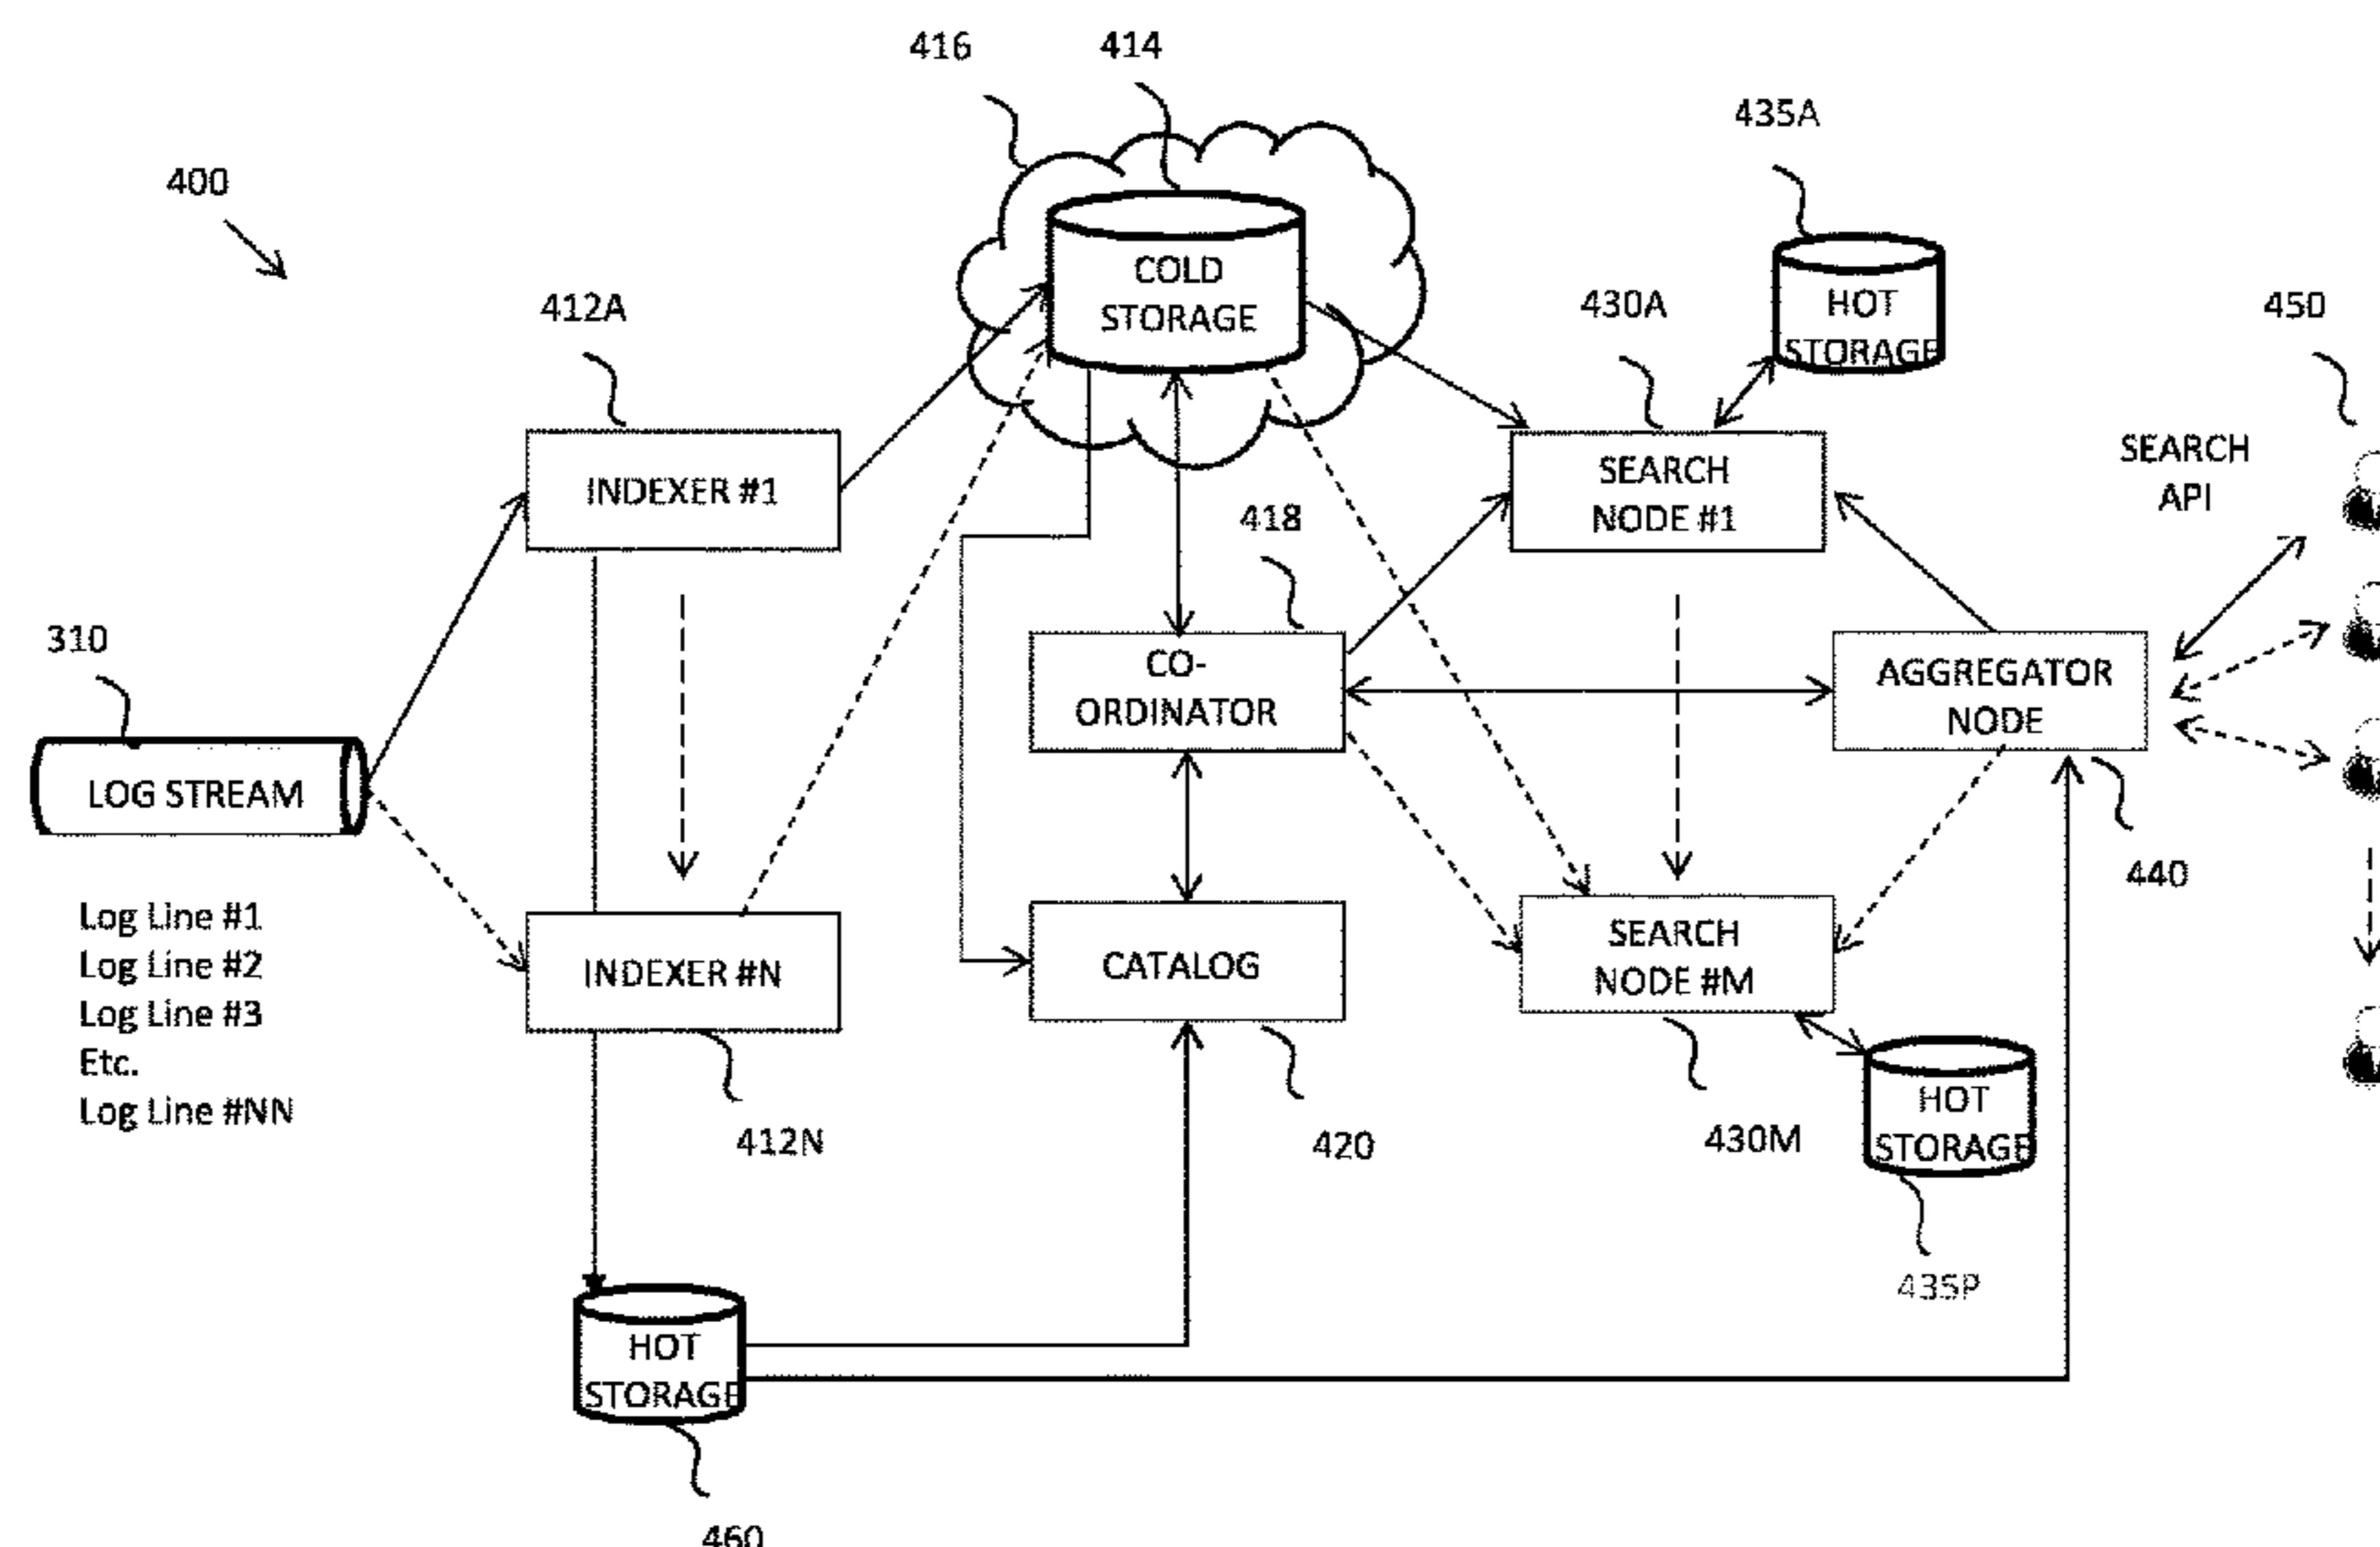 416
414
435A
400
COLD
STORAGE
412A
430A
HOT
STORAGE
450
SEARCH
API
INDEXER #1
SEARCH
NODE #1
418
310
CO-
ORDINATOR
AGGREGATOR
NODE
LOG STREAM
440
Log Line #1
Log Line #2
Log Line #3
Etc.
Log Line #NN
INDEXER #N
CATALOG
SEARCH
NODE #M
412N
420
430M
HOT
STORAGE
435P
HOT
STORAGE
460